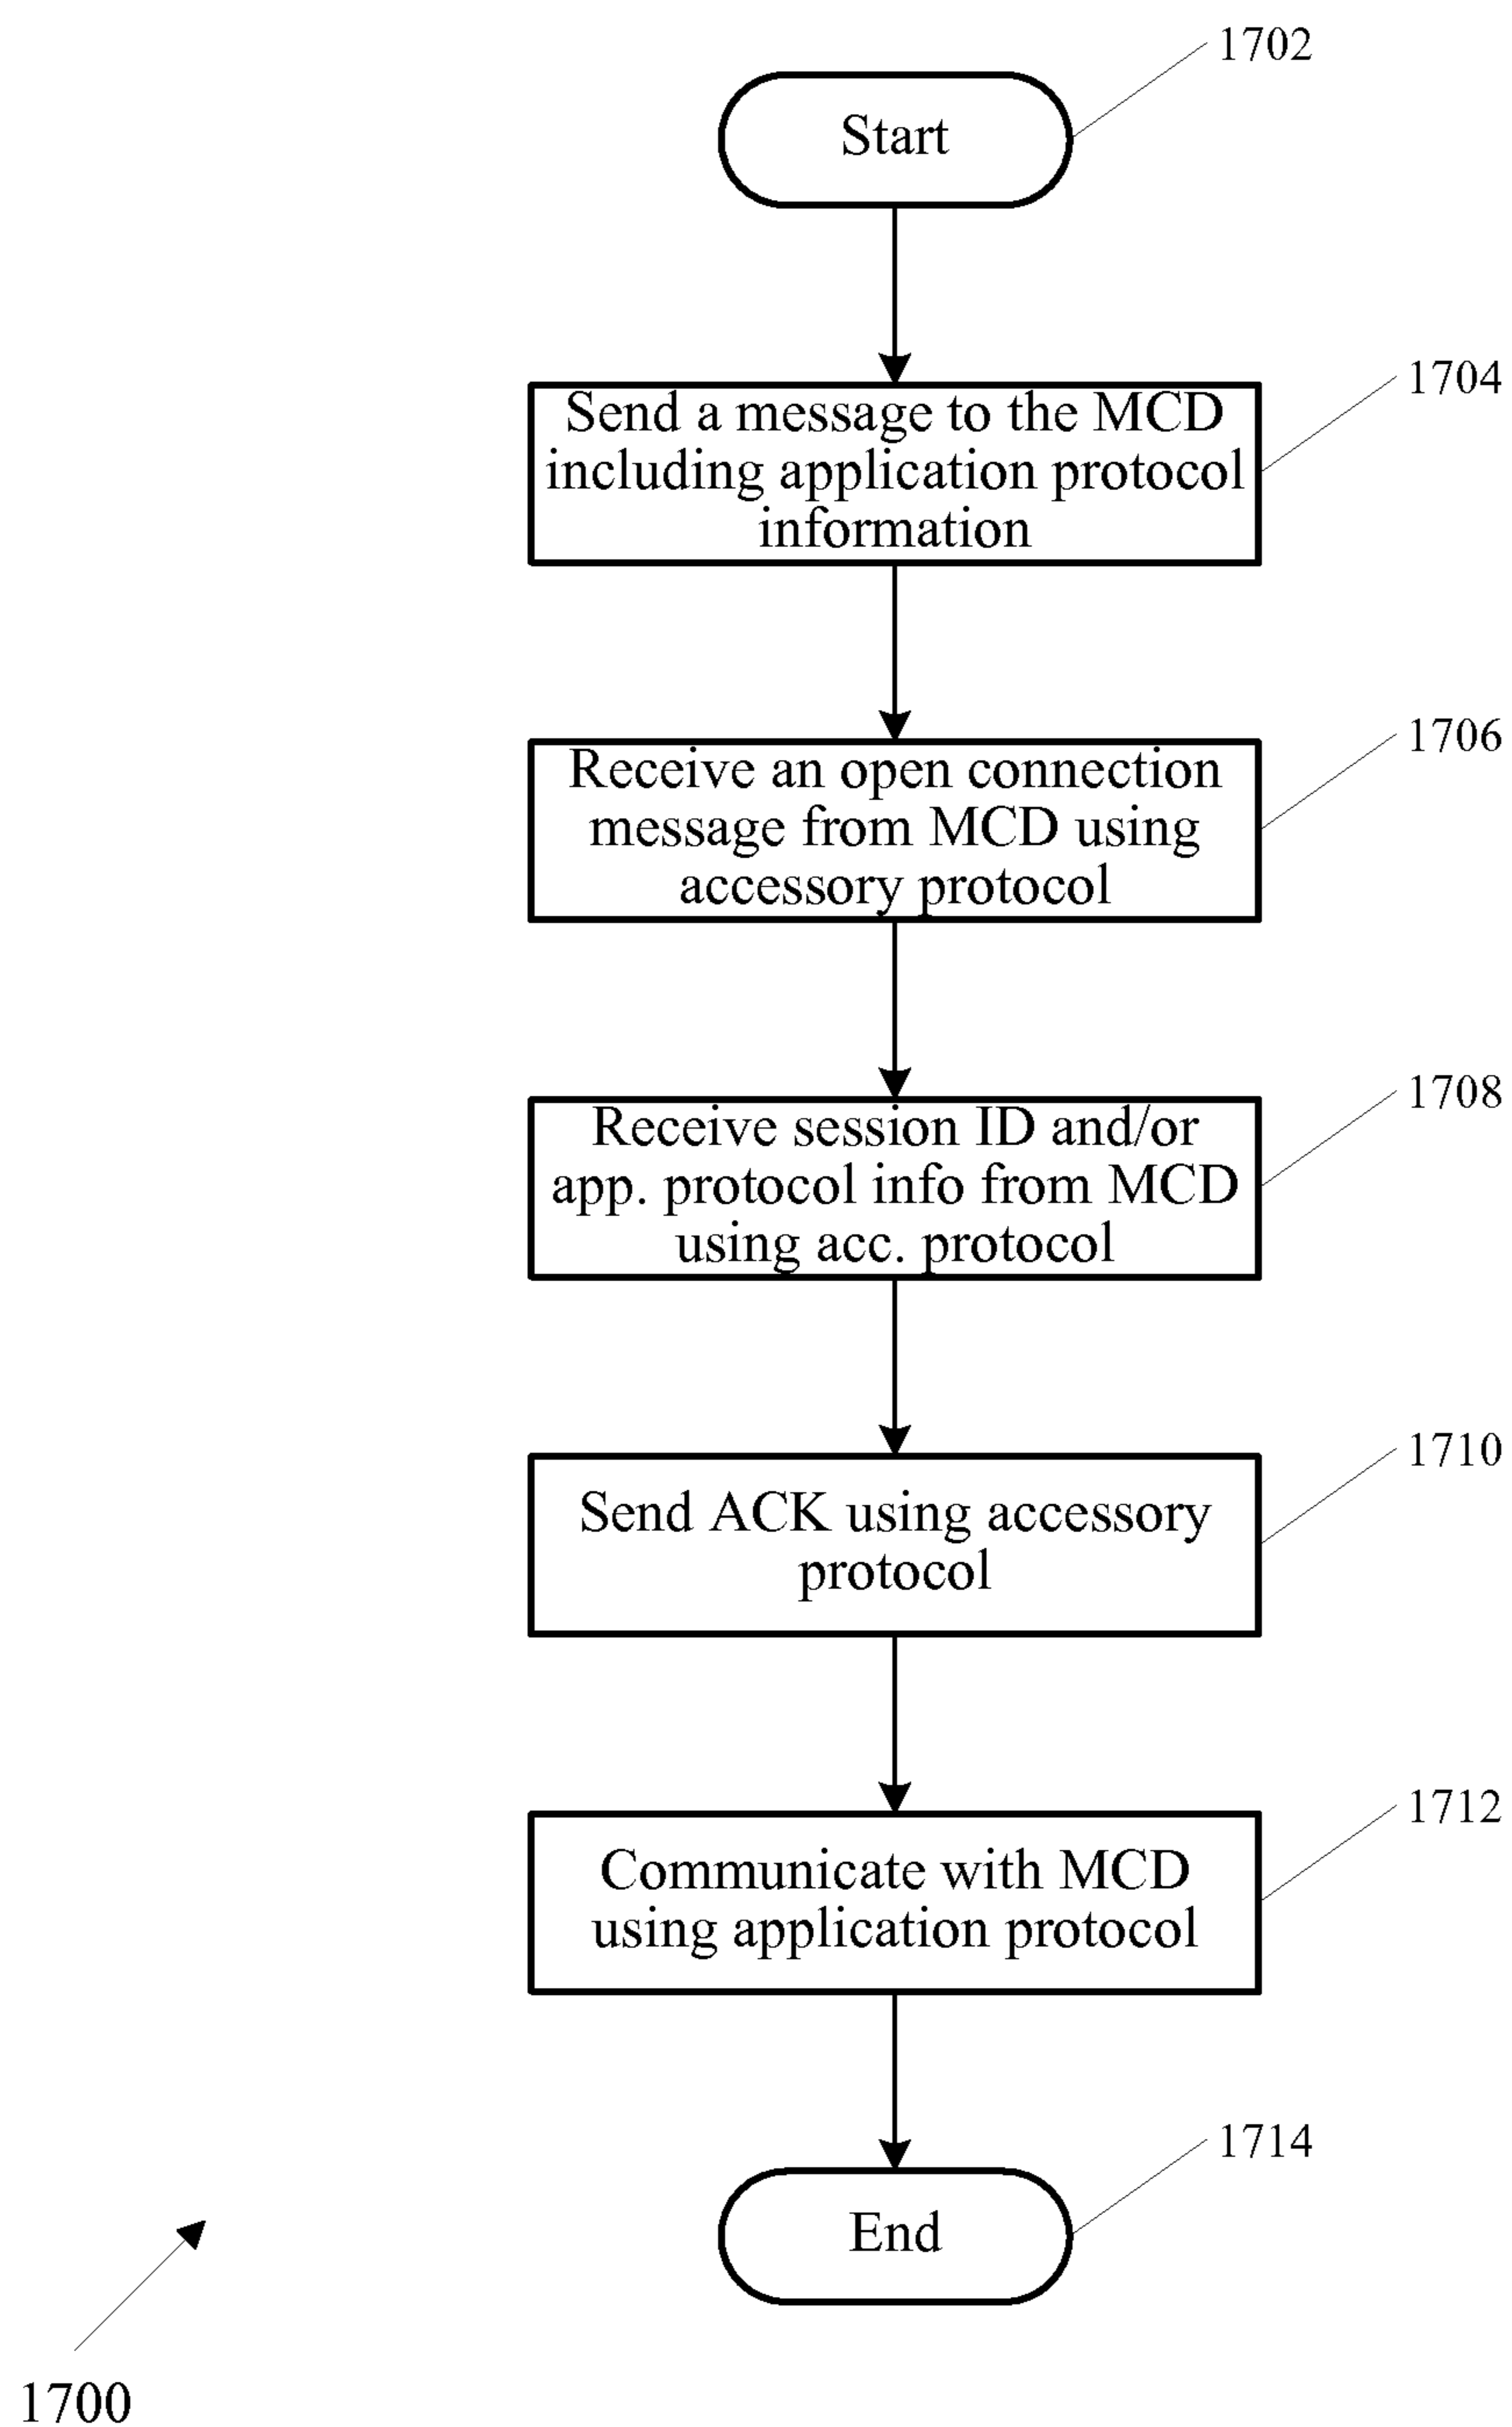 1702
Start
1704
Send a message to the MCD
including application protocol
information
1706
Receive an open connection
message from MCD using
accessory protocol
1708
Receive session ID and/or
app. protocol info from MCD
using acc. protocol
1710
Send ACK using accessory
protocol
1712
Communicate with MCD
using application protocol
1714
End
1700